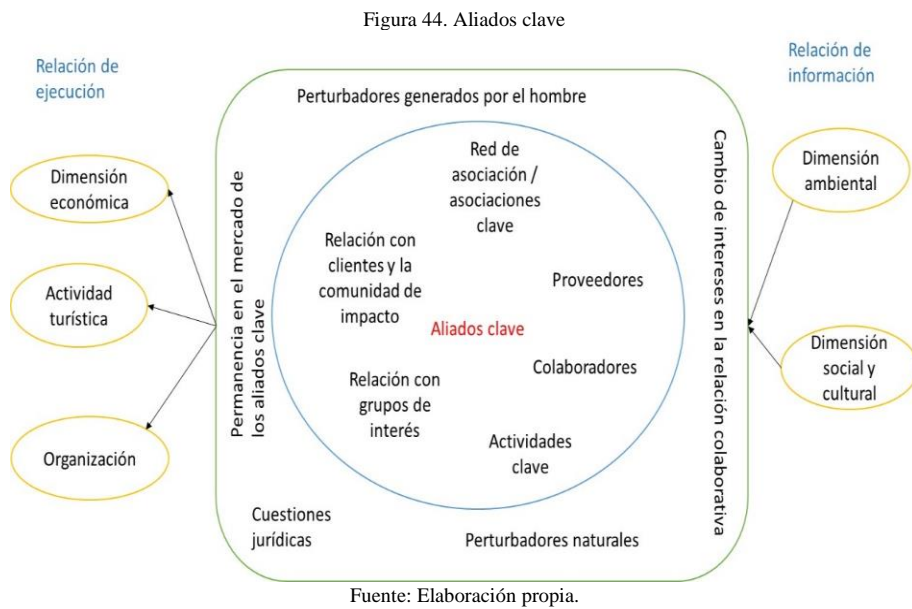 Figura 44. Aliados clave
Relación de
ejecución
Relación de
información
Perturbadores generados por el hombre
Dimensión
económica
Actividad
turística
Organización
Permanencia en el mercado de
los aliados clave
Red de
asociación /
asociaciones
clave
Relación con
clientes y la
comunidad de
impacto
Proveedores
Aliados clave
Colaboradores
Relación con
grupos de
interés
Actividades
clave
Cuestiones
jurídicas
Perturbadores naturales
Cambio de intereses en la relación colaborativa
Dimensión
ambiental
Dimensión
social y
cultural
Fuente: Elaboración propia.